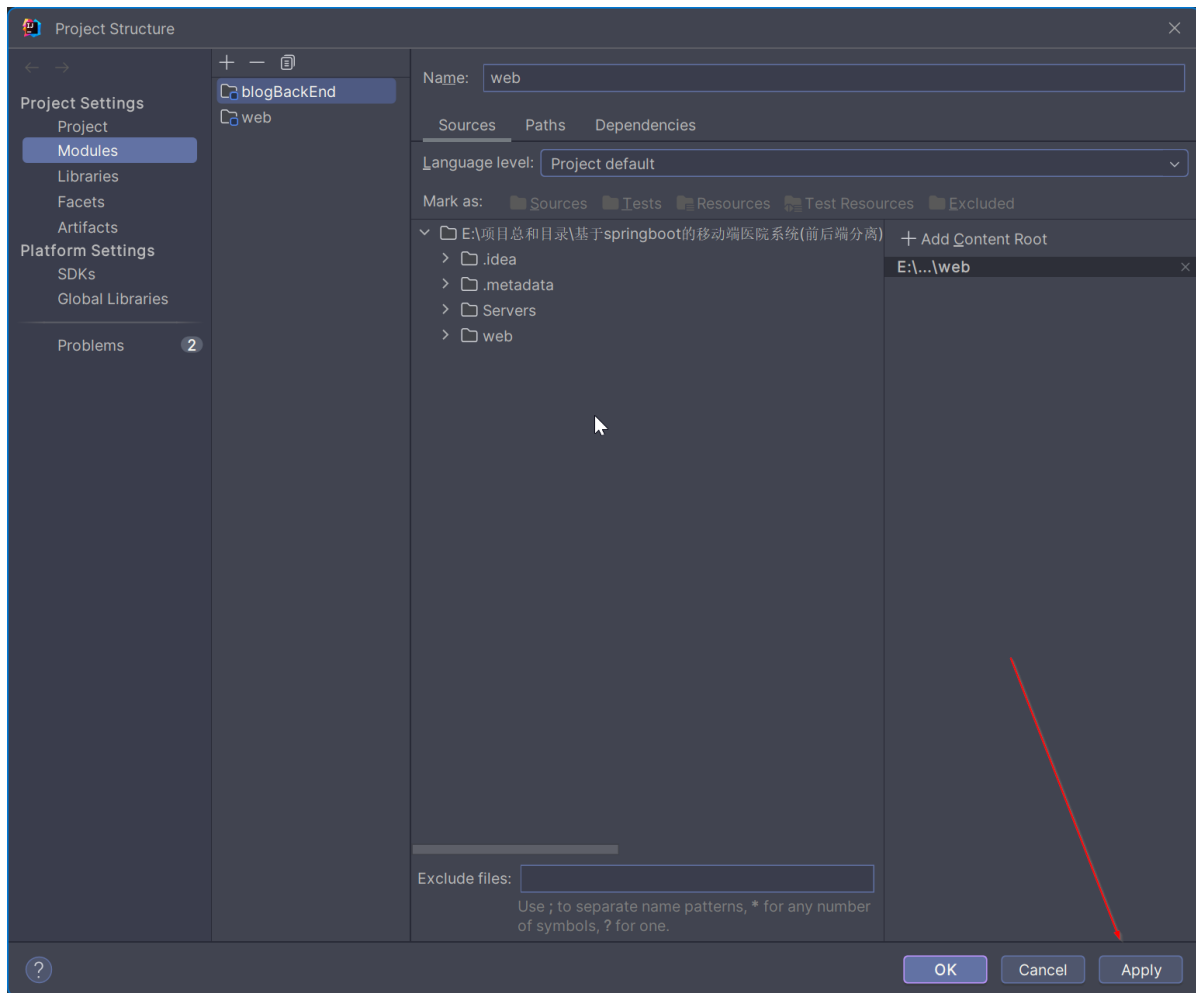 Project Structure
Project Settings
Project
Modules
Libraries
Facets
Artifacts
Platform Settings
SDKs
Global Libraries
Problems 2
blogBackEnd
web
Name: web
Sources Paths Dependencies
Language level: Project default
Mark as: Sources Tests Resources Test Resources Excluded
E:\项目总和目录\基于springboot的移动端医院系统(前后端分离)
.idea
.metadata
Servers
web
+ Add Content Root
E:\...\web
Exclude files:
Use ; to separate name patterns, * for any number
of symbols, ? for one.
?
OK Cancel Apply